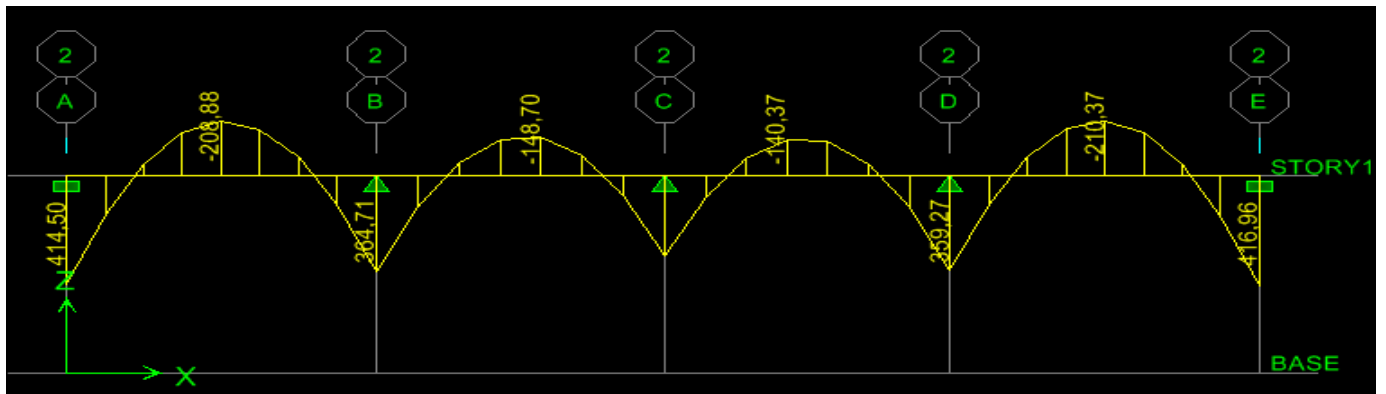 2 2 2 2 2
A B C D E
-208,88 -148,70 -140,37 -210,37
STORY1
414,50 364,71 359,27 416,96
Z
X
BASE